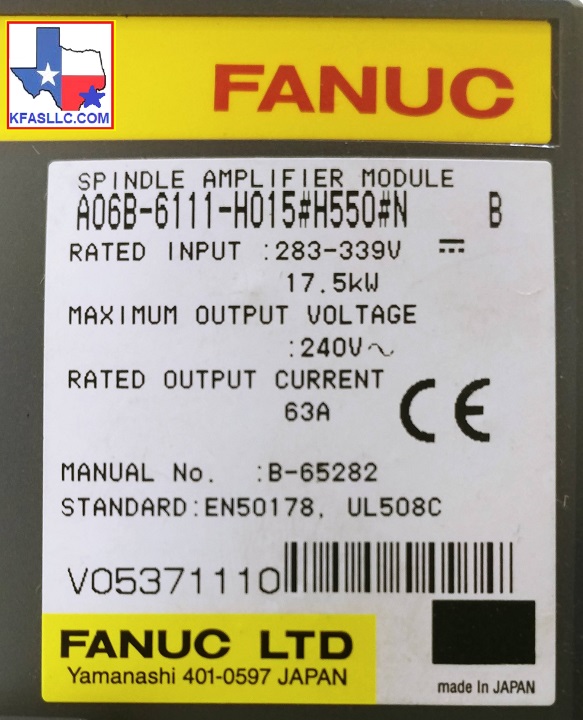 KFASLLC.COM
FANUC
SPINDLE AMPLIFIER MODULE
A06B-6111-H015#H550#N B
RATED INPUT :283-339V ⎓
17.5kW
MAXIMUM OUTPUT VOLTAGE
:240V～
RATED OUTPUT CURRENT
63A
CE
MANUAL No. :B-65282
STANDARD:EN50178, UL508C
V05371110
FANUC LTD
Yamanashi 401-0597 JAPAN
made In JAPAN